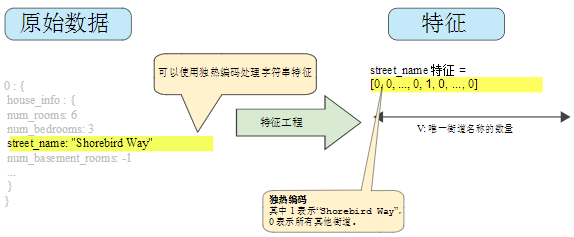 原始数据
特征
0 : {
house_info : {
num_rooms: 6
num_bedrooms: 3
street_name: "Shorebird Way"
num_basement_rooms: -1
...
}
}
可以使用独热编码处理字符串特征
特征工程
street_name 特征 =
[0, 0, ..., 0, 1, 0, ..., 0]
V: 唯一街道名称的数量
独热编码
其中 1 表示“Shorebird Way”，
0 表示所有其他街道。